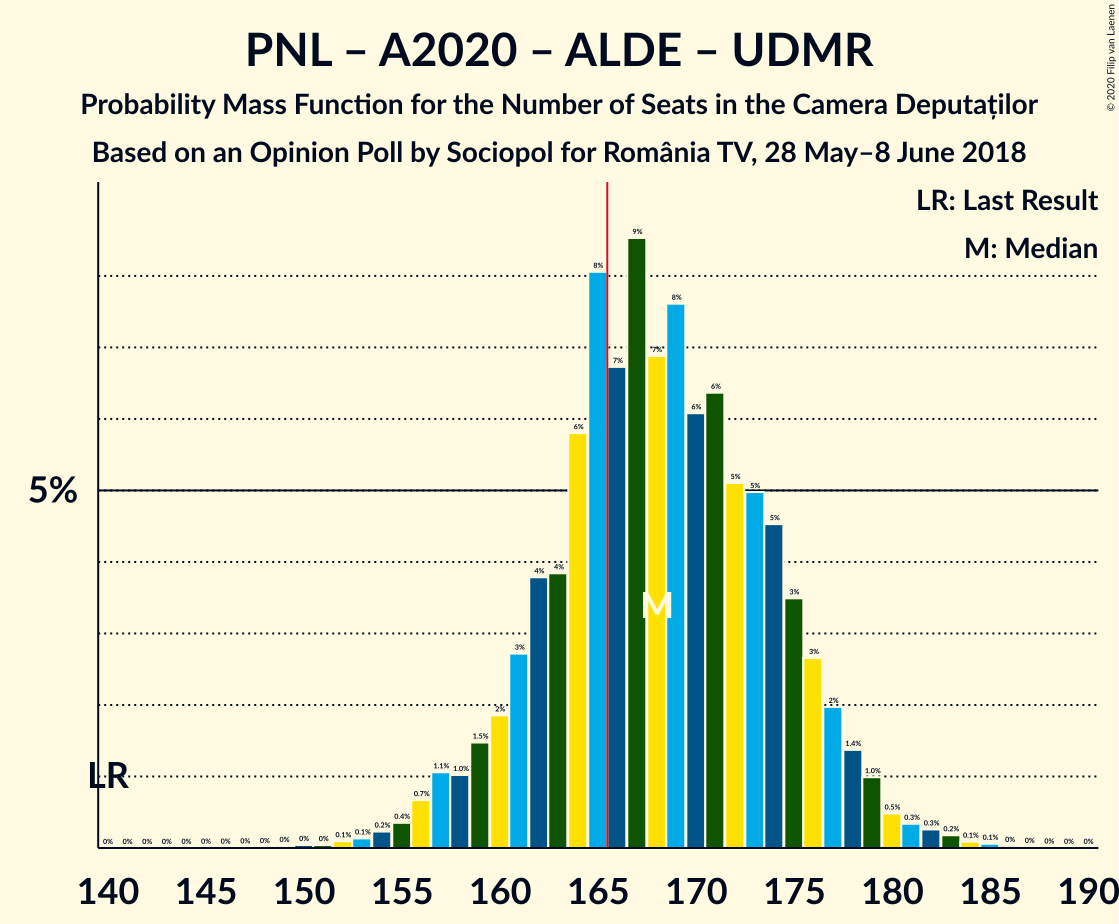 PNL – A2020 – ALDE – UDMR
Probability Mass Function for the Number of Seats in the Camera Deputaților
Based on an Opinion Poll by Sociopol for România TV, 28 May–8 June 2018
© 2020 Filip van Laenen
LR: Last Result
M: Median
5%
LR
M
0% 0% 0% 0% 0% 0% 0% 0% 0% 0% 0% 0% 0.1% 0.1% 0.2% 0.4% 0.7% 1.1% 1.0% 1.5% 2% 3% 4% 4% 6% 8% 7% 9% 7% 8% 6% 6% 5% 5% 5% 3% 3% 2% 1.4% 1.0% 0.5% 0.3% 0.3% 0.2% 0.1% 0.1% 0% 0% 0% 0% 0%
140 145 150 155 160 165 170 175 180 185 190